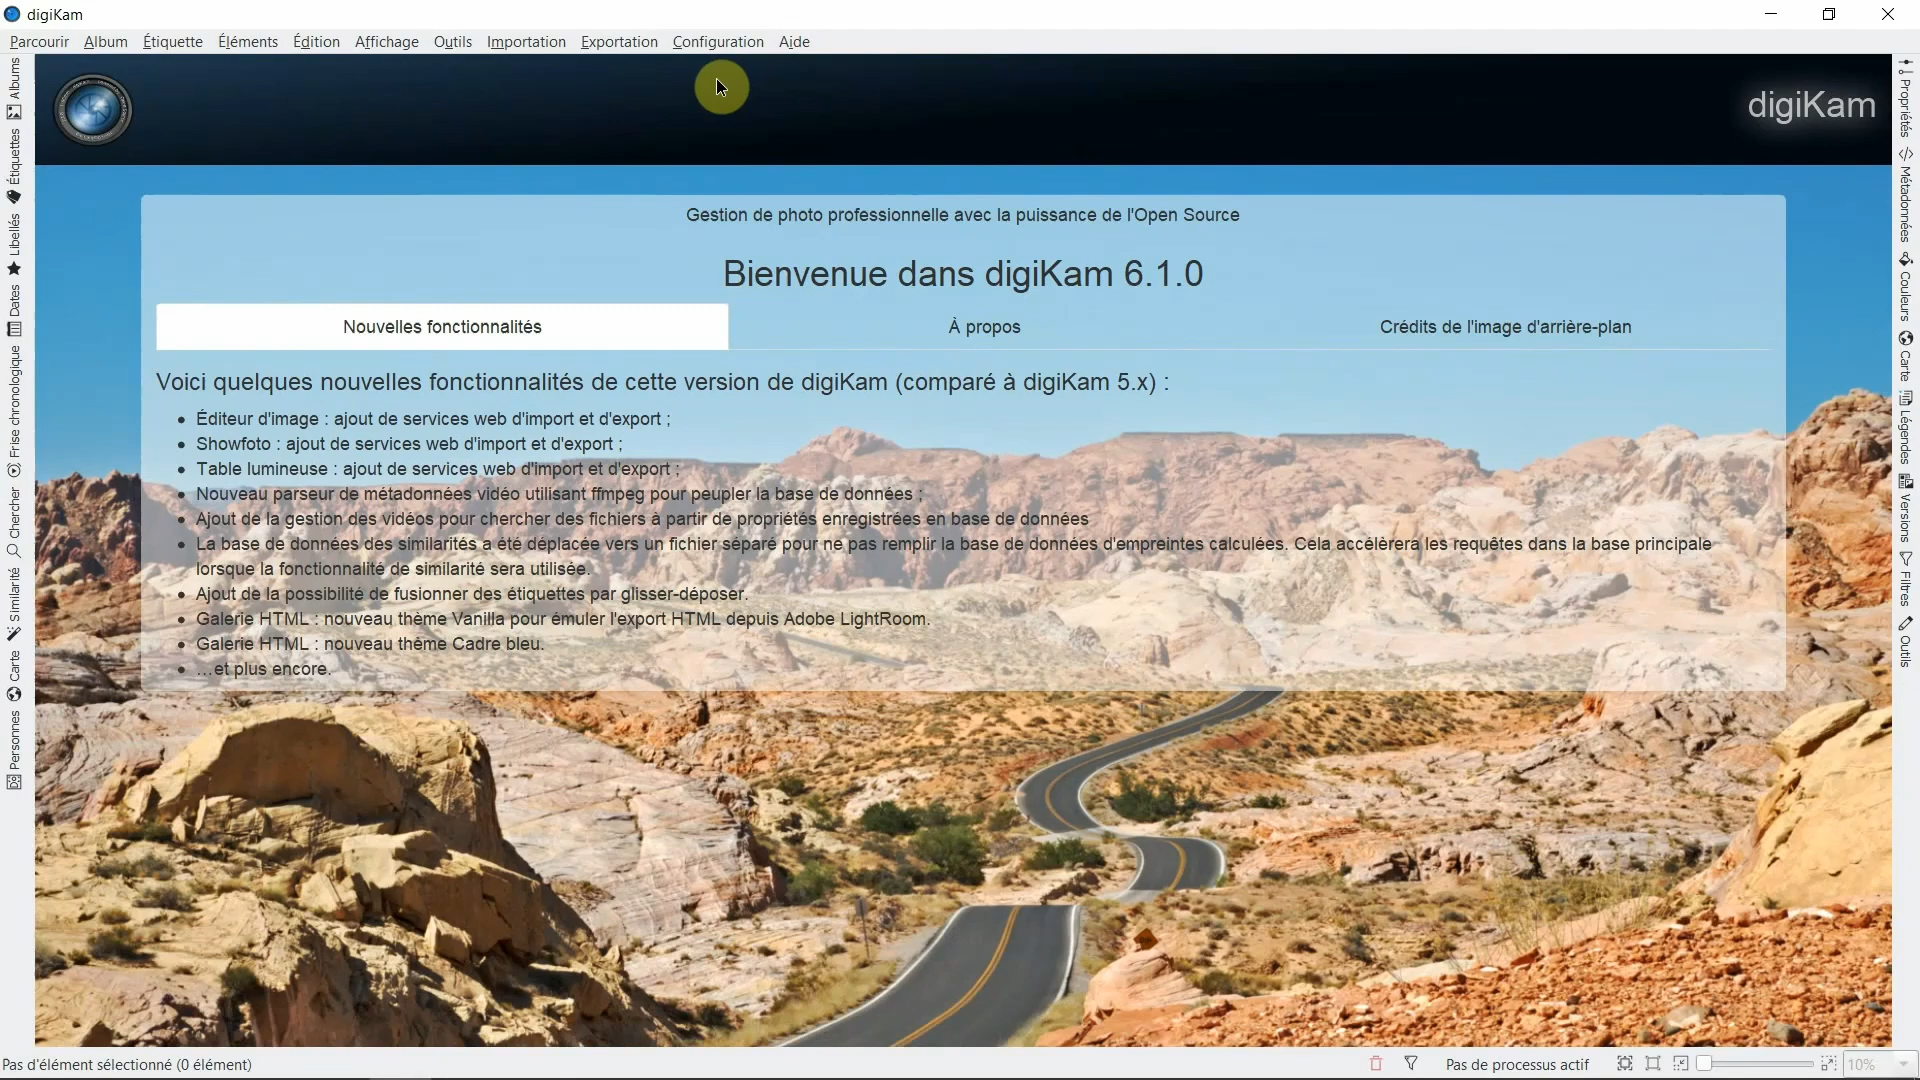 digiKam
Parcourir Album Étiquette Éléments Édition Affichage Outils Importation Exportation Configuration Aide
Albums
Étiquettes
Libellés
Dates
Frise chronologique
Chercher
Similarité
Carte
Personnes
digiKam
Gestion de photo professionnelle avec la puissance de l'Open Source
Bienvenue dans digiKam 6.1.0
Nouvelles fonctionnalités À propos Crédits de l'image d'arrière-plan
Voici quelques nouvelles fonctionnalités de cette version de digiKam (comparé à digiKam 5.x) :
• Éditeur d'image : ajout de services web d'import et d'export ;
• Showfoto : ajout de services web d'import et d'export ;
• Table lumineuse : ajout de services web d'import et d'export ;
• Nouveau parseur de métadonnées vidéo utilisant ffmpeg pour peupler la base de données ;
• Ajout de la gestion des vidéos pour chercher des fichiers à partir de propriétés enregistrées en base de données
• La base de données des similarités a été déplacée vers un fichier séparé pour ne pas remplir la base de données d'empreintes calculées. Cela accélèrera les requêtes dans la base principale
lorsque la fonctionnalité de similarité sera utilisée.
• Ajout de la possibilité de fusionner des étiquettes par glisser-déposer.
• Galerie HTML : nouveau thème Vanilla pour émuler l'export HTML depuis Adobe LightRoom.
• Galerie HTML : nouveau thème Cadre bleu.
• …et plus encore.
Propriétés
Métadonnées
Couleurs
Carte
Légendes
Versions
Filtres
Outils
Pas d'élément sélectionné (0 élément) Pas de processus actif 10%